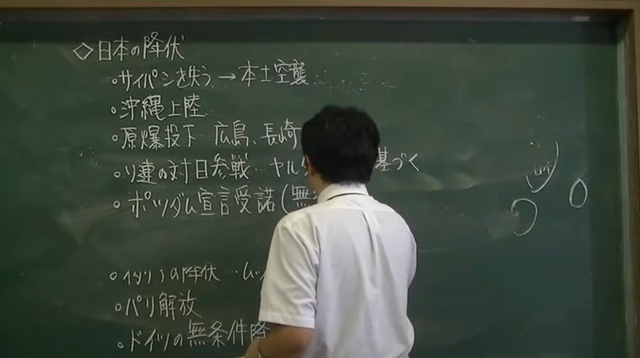 ◇日本の降伏
。サイパンを失う → 本土空襲
。沖縄上陸
。原爆投下…広島、長崎
。ソ連の対日参戦…ヤル 基づく
。ポツダム宣言受諾(無
。イタリアの降伏…ムッ
。パリ解放
。ドイツの無条件降